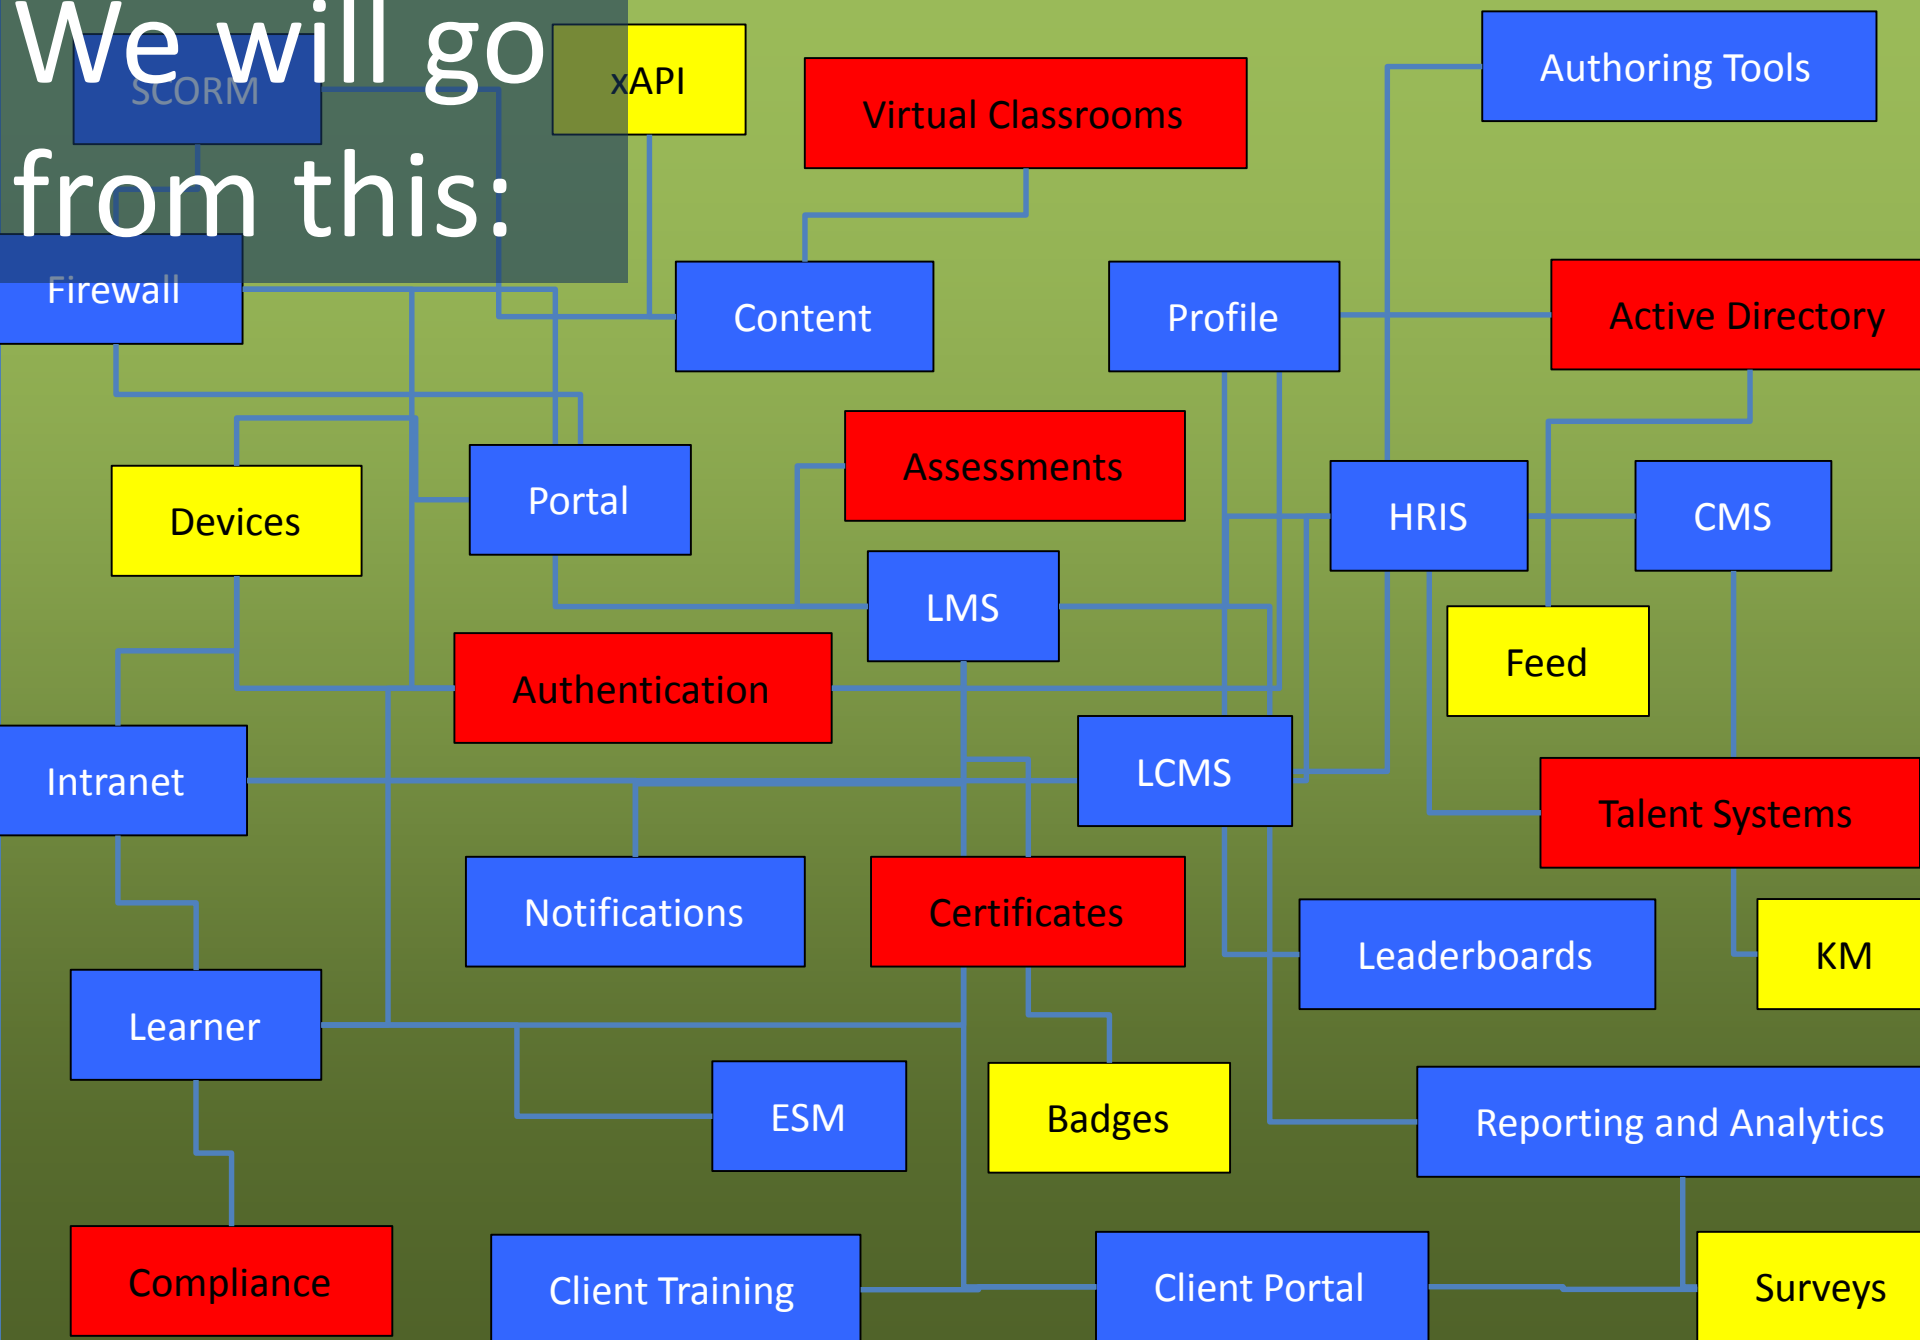 We will go
from this:
SCORM
xAPI
Virtual Classrooms
Authoring Tools
Firewall
Content
Profile
Active Directory
Devices
Portal
Assessments
HRIS
CMS
LMS
Feed
Authentication
Intranet
LCMS
Talent Systems
Notifications
Certificates
Leaderboards
KM
Learner
ESM
Badges
Reporting and Analytics
Compliance
Client Training
Client Portal
Surveys